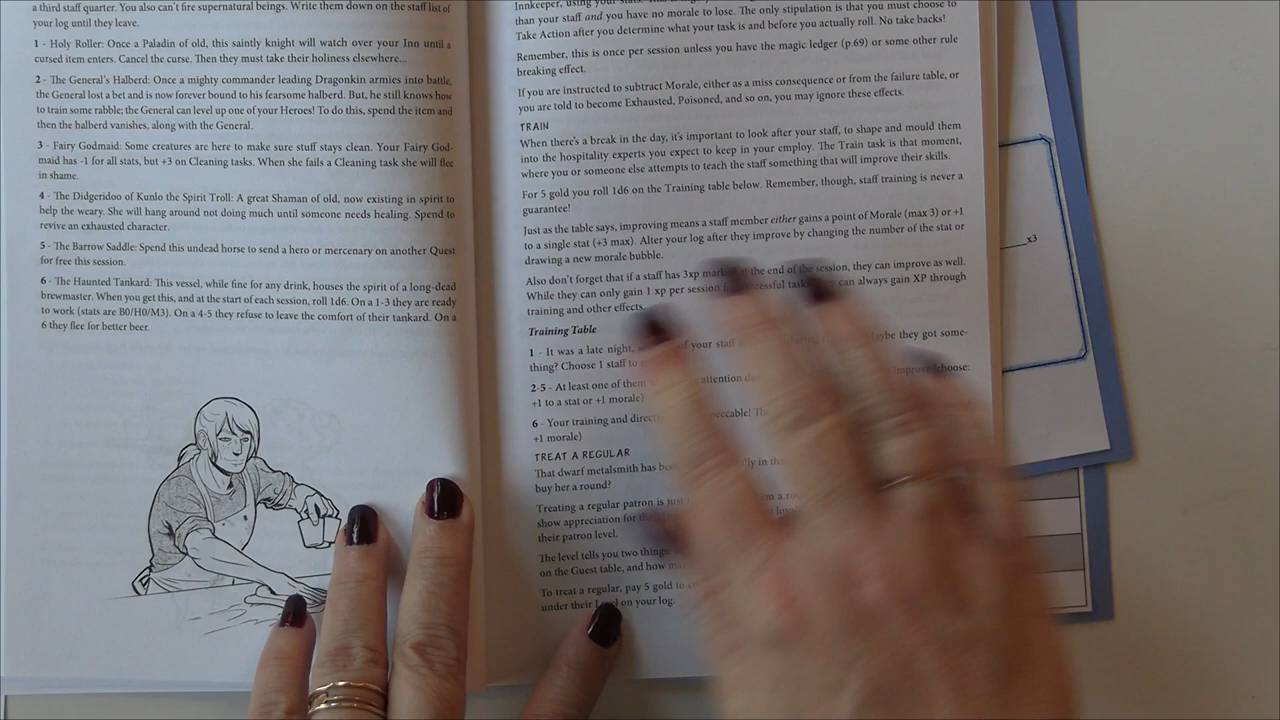 a third staff quarter. You also can't fire supernatural beings. Write them down on the staff list of
your log until they leave.
1 - Holy Roller: Once a Paladin of old, this saintly knight will watch over your Inn until a
cursed item enters. Cancel the curse. Then they must take their holiness elsewhere...
2 - The General's Halberd: Once a mighty commander leading Dragonkin armies into battle,
the General lost a bet and is now forever bound to his fearsome halberd. But, he still knows how
to train some rabble; the General can level up one of your Heroes! To do this, spend the item and
then the halberd vanishes, along with the General.
3 - Fairy Godmaid: Some creatures are here to make sure stuff stays clean. Your Fairy God-
maid has -1 for all stats, but +3 on Cleaning tasks. When she fails a Cleaning task she will flee
in shame.
4 - The Didgeridoo of Kunlo the Spirit Troll: A great Shaman of old, now existing in spirit to
help the weary. She will hang around not doing much until someone needs healing. Spend to
revive an exhausted character.
5 - The Barrow Saddle: Spend this undead horse to send a hero or mercenary on another Quest
for free this session.
6 - The Haunted Tankard: This vessel, while fine for any drink, houses the spirit of a long-dead
brewmaster. When you get this, and at the start of each session, roll 1d6. On a 1-3 they are ready
to work (stats are B0/H0/M3). On a 4-5 they refuse to leave the comfort of their tankard. On a
6 they flee for better beer.
Innkeeper, using your stats.
than your staff and you have no morale to lose. The only stipulation is that you must choose to
Take Action after you determine what your task is and before you actually roll. No take backs!
Remember, this is once per session unless you have the magic ledger (p.69) or some other rule
breaking effect.
If you are instructed to subtract Morale, either as a miss consequence or from the failure table, or
you are told to become Exhausted, Poisoned, and so on, you may ignore these effects.
TRAIN
When there's a break in the day, it's important to look after your staff, to shape and mould them
into the hospitality experts you expect to keep in your employ. The Train task is that moment,
where you or someone else attempts to teach the staff something that will improve their skills.
For 5 gold you roll 1d6 on the Training table below. Remember, though, staff training is never a
guarantee!
Just as the table says, improving means a staff member either gains a point of Morale (max 3) or +1
to a single stat (+3 max). Alter your log after they improve by changing the number of the stat or
drawing a new morale bubble.
Also don't forget that if a staff has 3xp the end of the session, they can improve as well.
While they can only gain 1 xp per session can always gain XP through
training and other effects.
Training Table
1 - It was a late night, of your staff they got some-
thing? Choose 1 staff to
2-5 - At least one of them attention improve (choose:
+1 to a stat or +1 morale)
6 - Your training and
+1 morale)
TREAT A REGULAR
That dwarf metalsmith has in
buy her a round?
Treating a regular patron is just
show appreciation for
their patron level.
The level tells you two things
on the Guest table, and how
To treat a regular, pay 5 gold to
under their on your log.
x3